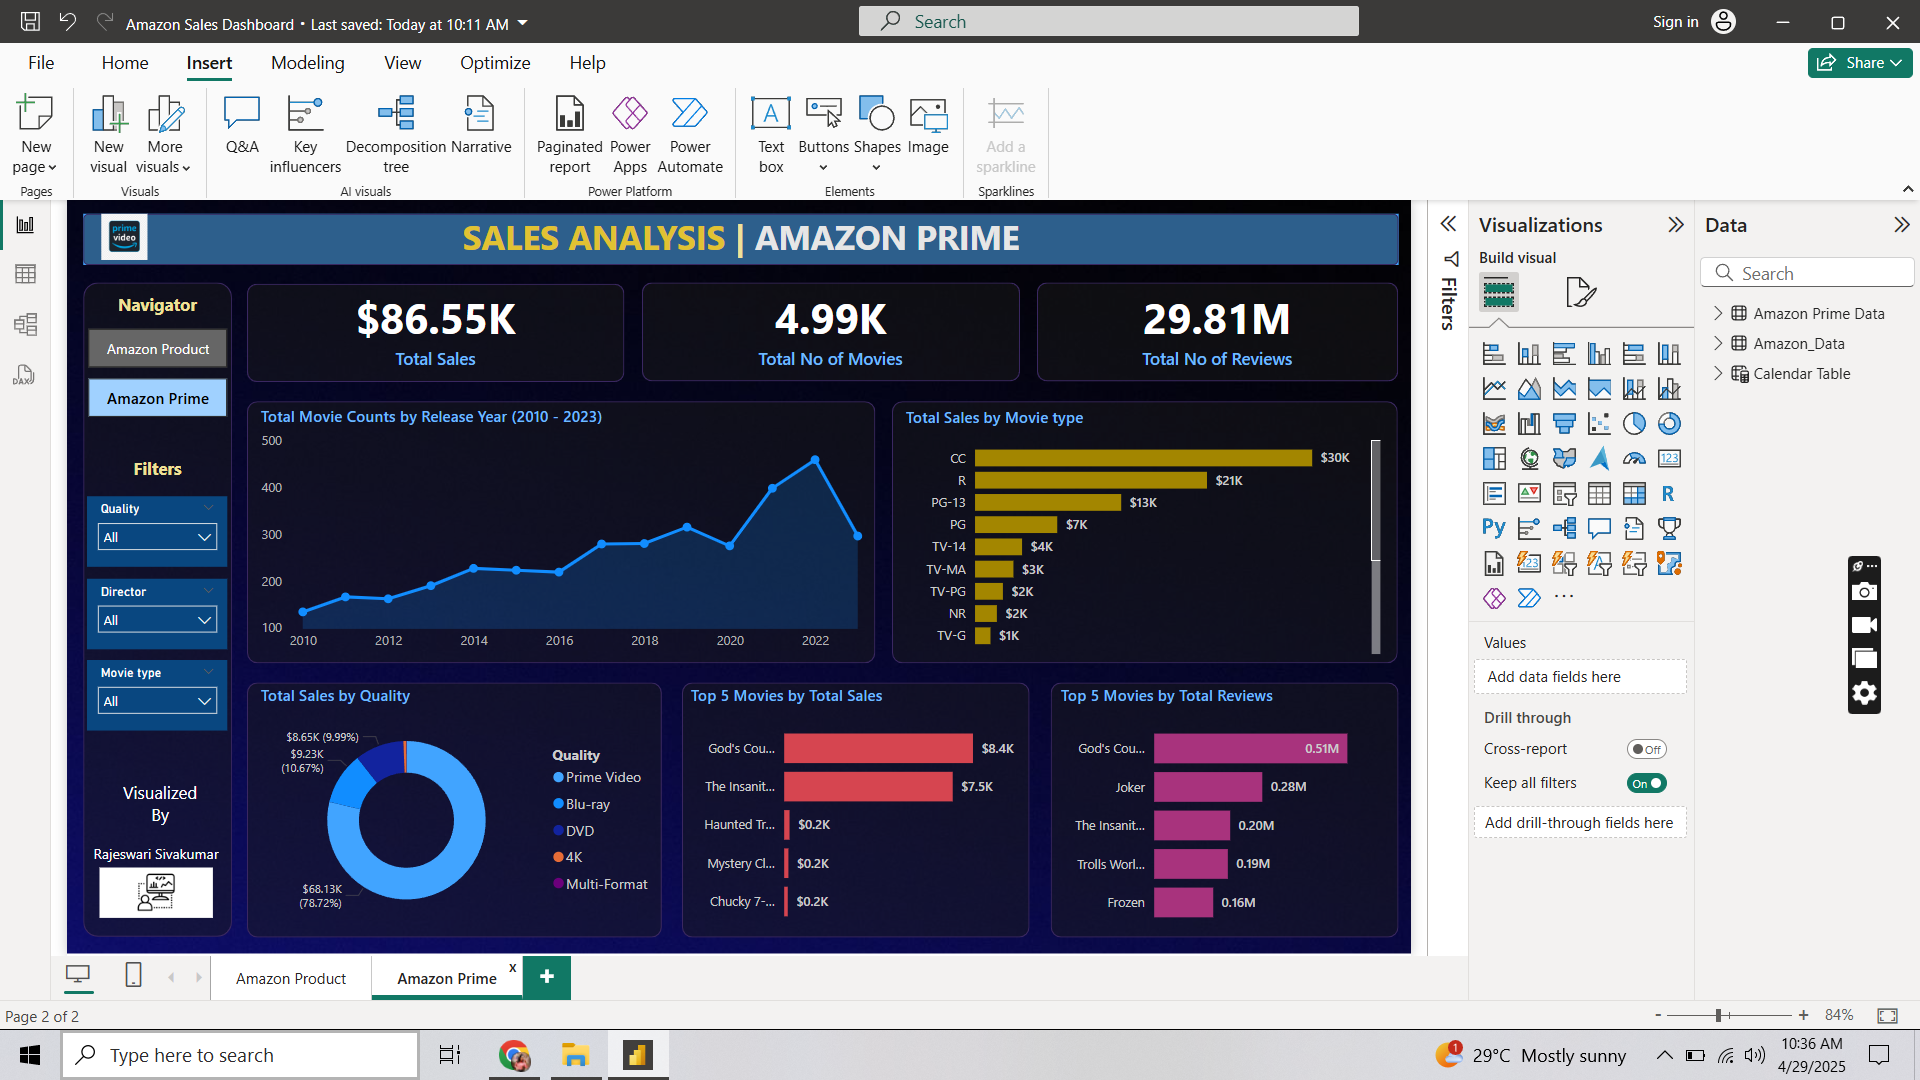 Amazon Sales Dashboard • Last saved: Today at 10:11 AM
Search
Sign in
File Home Insert Modeling View Optimize Help
Share
New page
New visual
More visuals
Q&A
Key influencers
Decomposition tree
Narrative
Paginated report
Power Apps
Power Automate
Text box
Buttons
Shapes
Image
Add a sparkline
Pages
Visuals
AI visuals
Power Platform
Elements
Sparklines
DAX
prime
video
SALES ANALYSIS | AMAZON PRIME
Navigator
Amazon Product
Amazon Prime
Filters
Quality
All
Director
All
Movie type
All
Visualized
By
Rajeswari Sivakumar
$86.55K
Total Sales
4.99K
Total No of Movies
29.81M
Total No of Reviews
Total Movie Counts by Release Year (2010 - 2023)
500
400
300
200
100
2010 2012 2014 2016 2018 2020 2022
Total Sales by Movie type
CC $30K
R $21K
PG-13 $13K
PG $7K
TV-14 $4K
TV-MA $3K
TV-PG $2K
NR $2K
TV-G $1K
Total Sales by Quality
$8.65K (9.99%)
$9.23K
(10.67%)
$68.13K
(78.72%)
Quality
Prime Video
Blu-ray
DVD
4K
Multi-Format
Top 5 Movies by Total Sales
God's Cou... $8.4K
The Insanit... $7.5K
Haunted Tr... $0.2K
Mystery Cl... $0.2K
Chucky 7-... $0.2K
Top 5 Movies by Total Reviews
God's Cou... 0.51M
Joker 0.28M
The Insanit... 0.20M
Trolls Worl... 0.19M
Frozen 0.16M
Filters
Visualizations
Build visual
123
R
Py
123
Values
Add data fields here
Drill through
Cross-report Off
Keep all filters On
Add drill-through fields here
Data
Search
Amazon Prime Data
Amazon_Data
Calendar Table
Amazon Product
Amazon Prime x
+
Page 2 of 2
- + 84%
Type here to search
1
29°C Mostly sunny
10:36 AM
4/29/2025